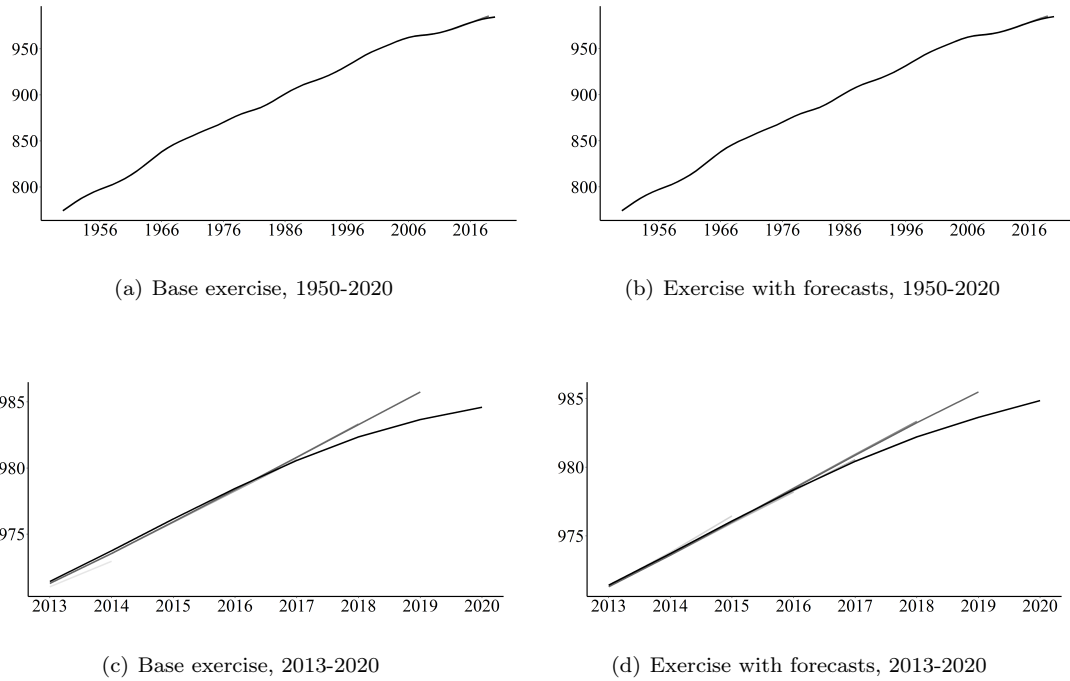 950
900
850
800
1956 1966 1976 1986 1996 2006 2016
(a) Base exercise, 1950-2020
950
900
850
800
1956 1966 1976 1986 1996 2006 2016
(b) Exercise with forecasts, 1950-2020
985
980
975
2013 2014 2015 2016 2017 2018 2019 2020
(c) Base exercise, 2013-2020
985
980
975
2013 2014 2015 2016 2017 2018 2019 2020
(d) Exercise with forecasts, 2013-2020